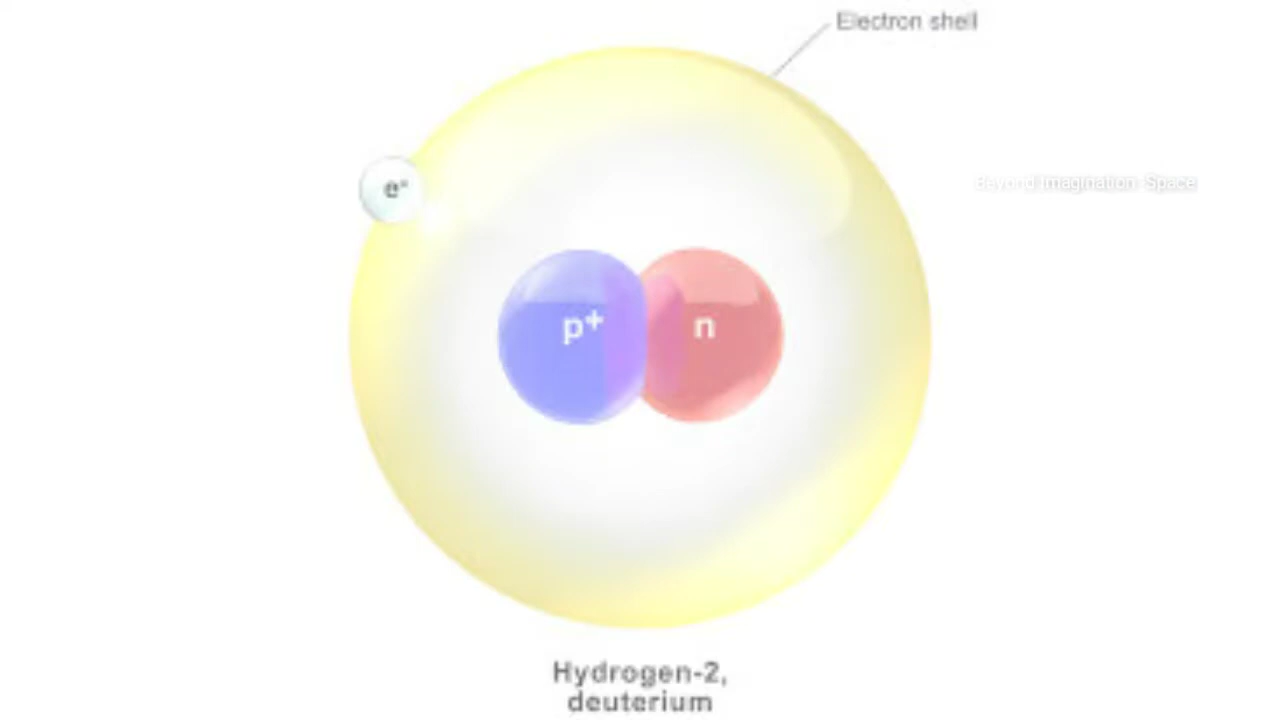 Electron shell
e⁻
Beyond Imagination: Space
p⁺ n
Hydrogen-2,
deuterium